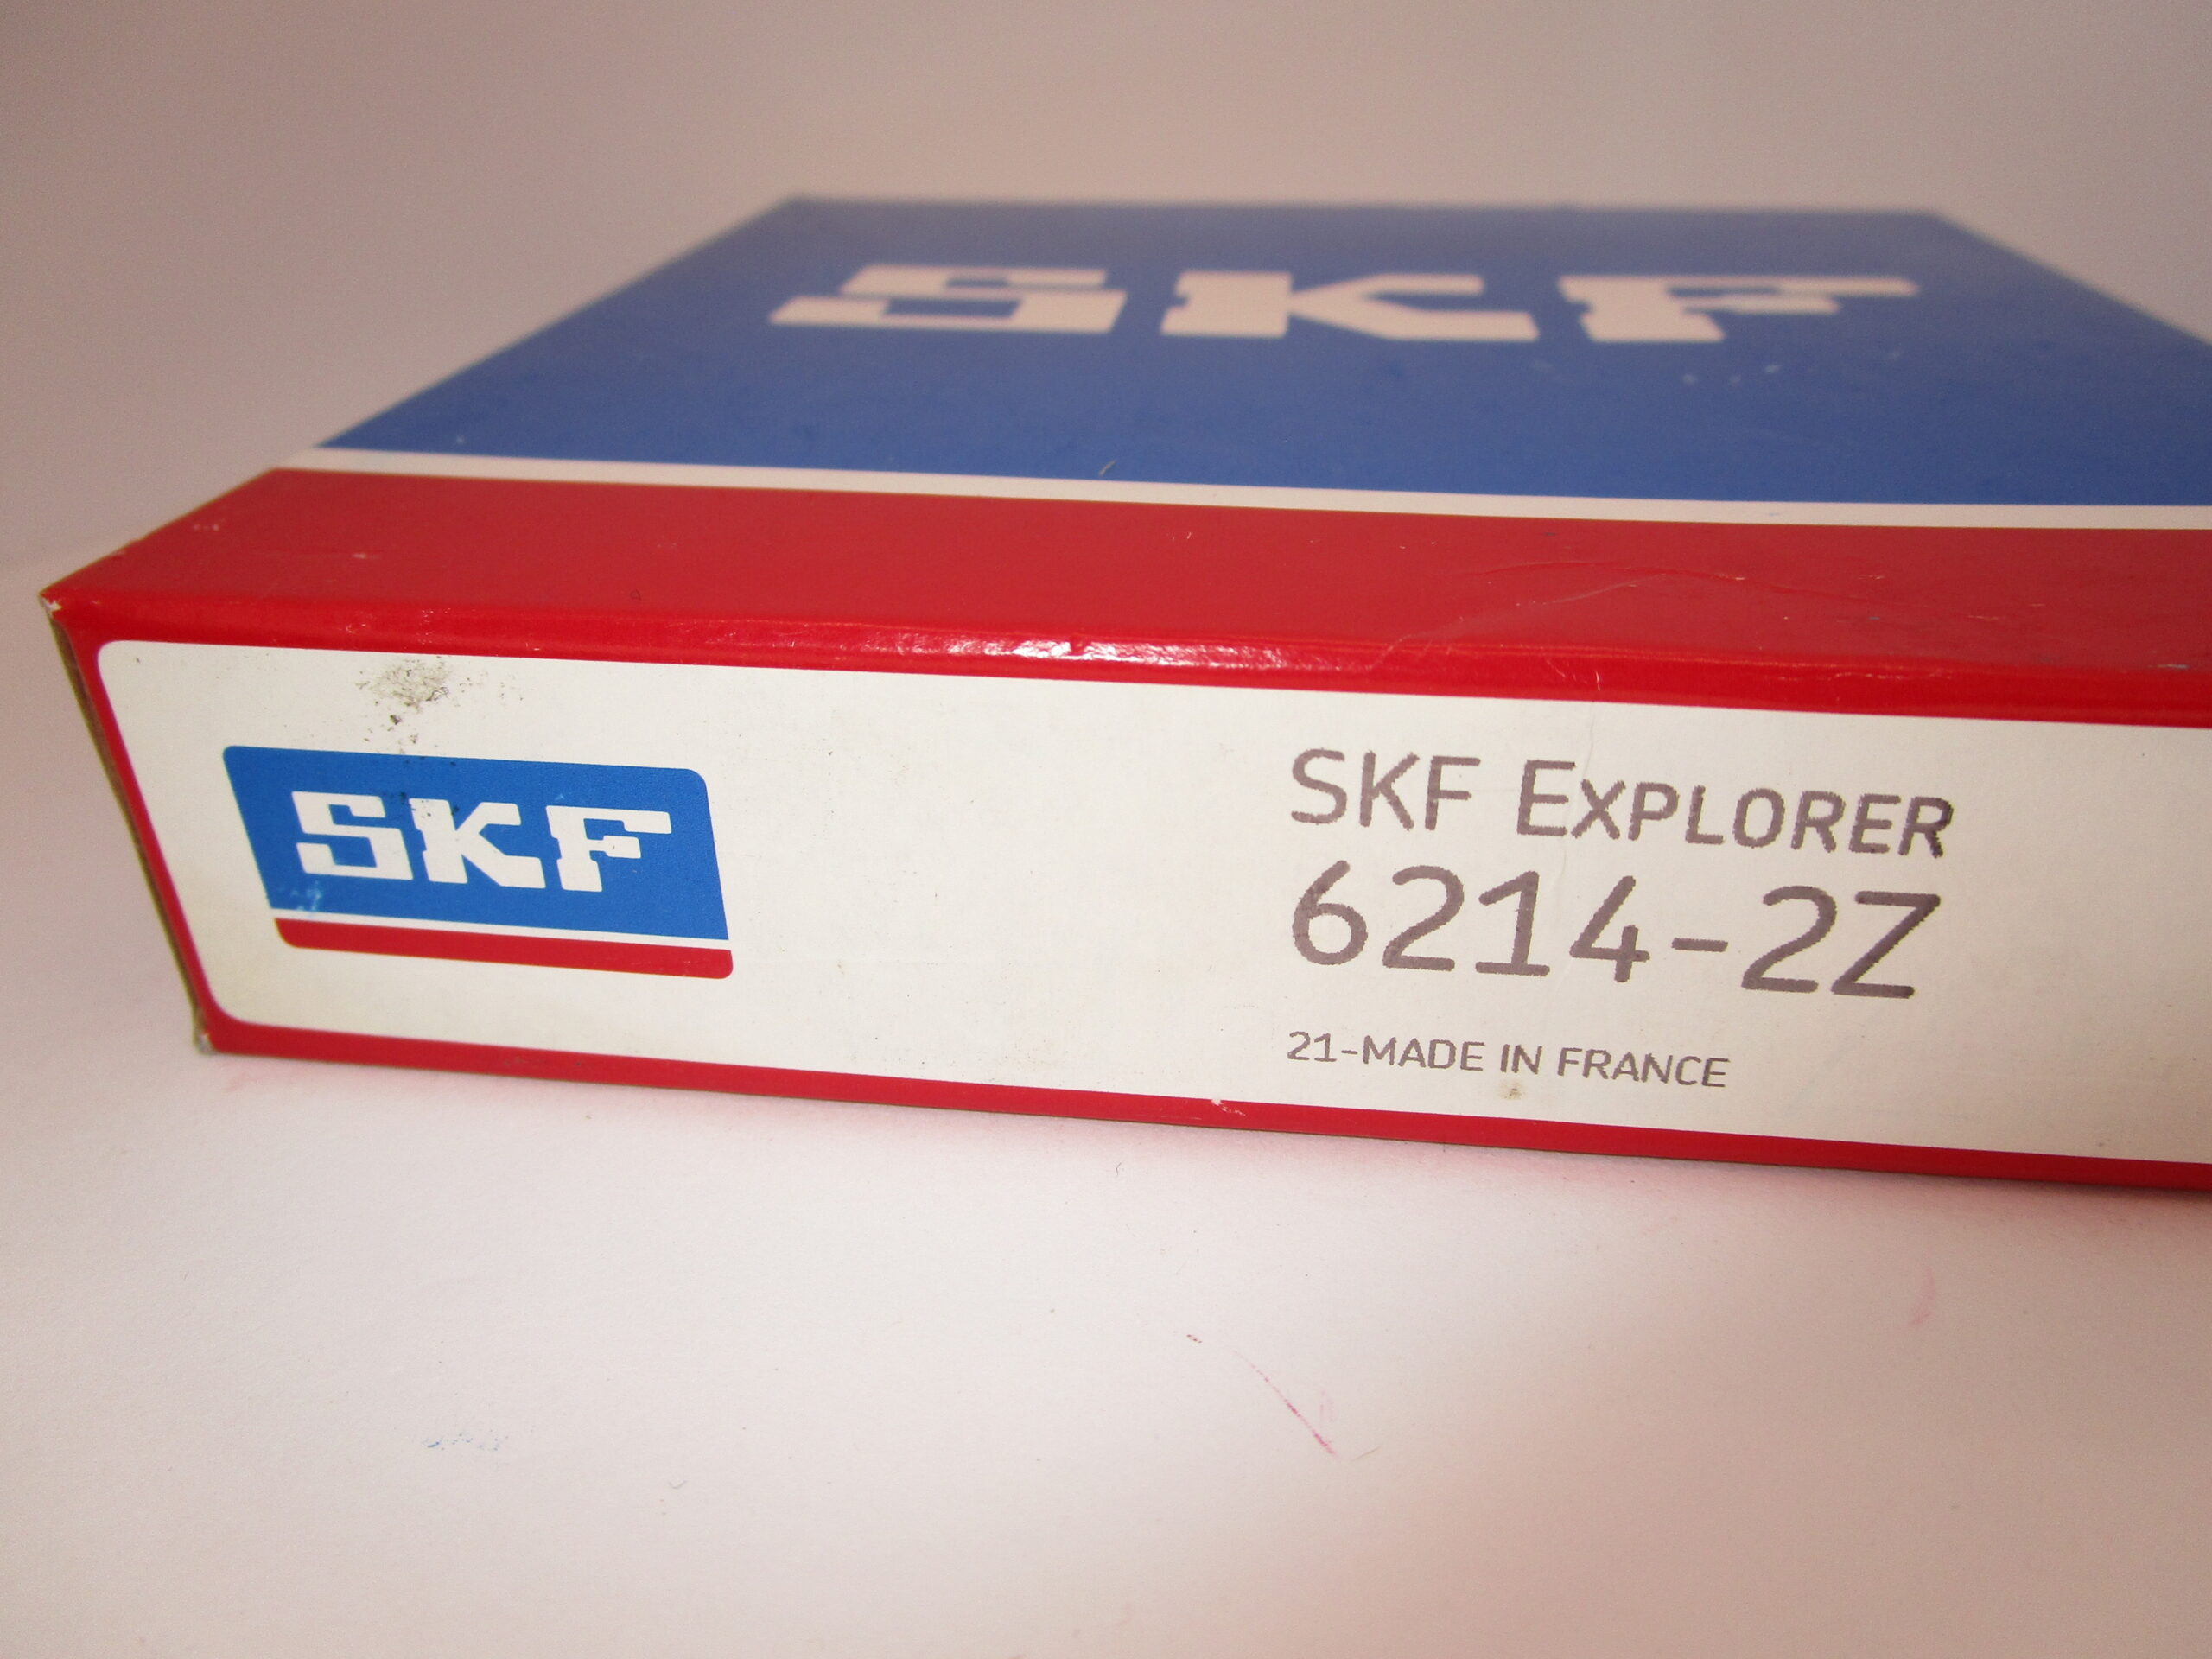 SKF
SKF
SKF EXPLORER
6214-2Z
21-MADE IN FRANCE